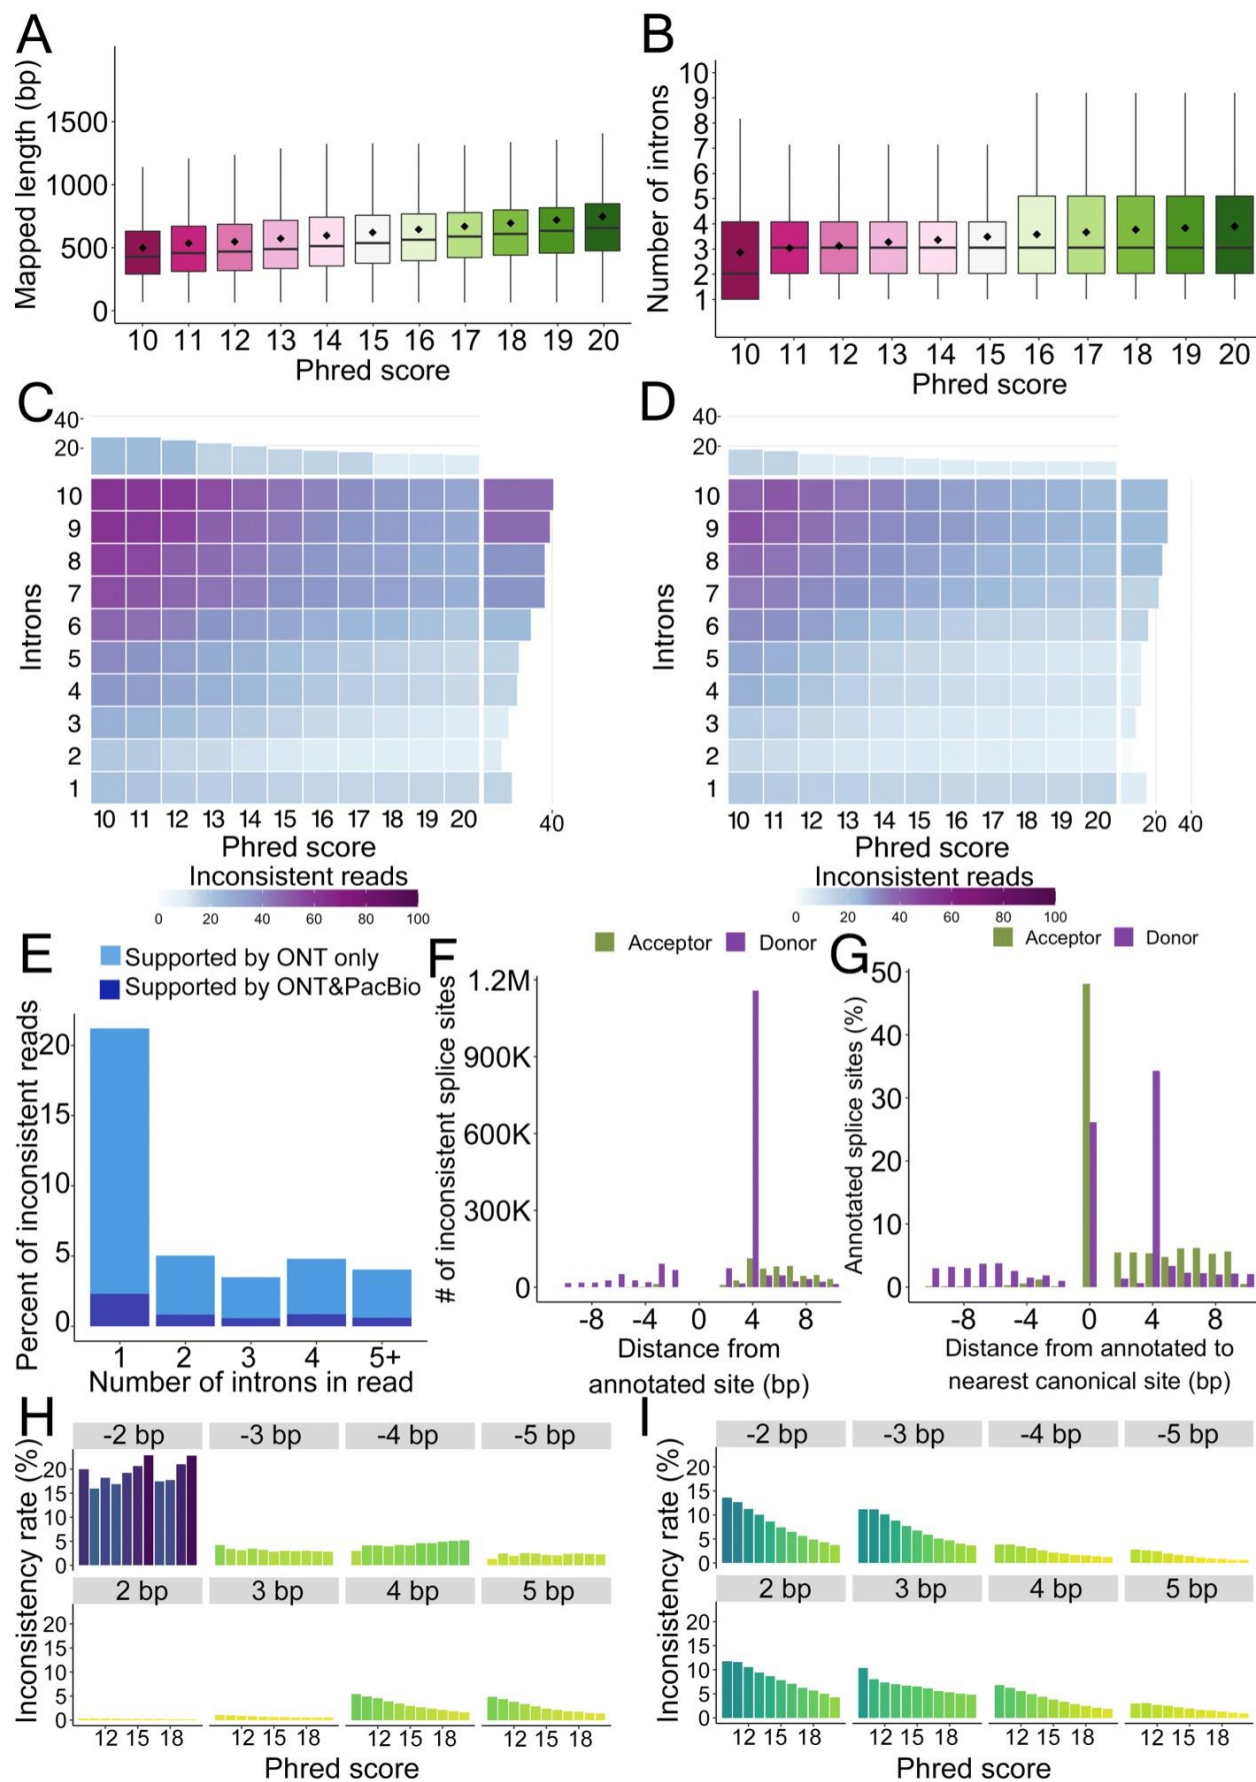 A
Mapped length (bp)
1500
1000
500
0
10 11 12 13 14 15 16 17 18 19 20
Phred score
B
Number of introns
10
9
8
7
6
5
4
3
2
1
10 11 12 13 14 15 16 17 18 19 20
Phred score
C
40
20
Introns
10
9
8
7
6
5
4
3
2
1
10 11 12 13 14 15 16 17 18 19 20
40
Phred score
Inconsistent reads
0 20 40 60 80 100
D
40
20
Introns
10
9
8
7
6
5
4
3
2
1
10 11 12 13 14 15 16 17 18 19 20
20 40
Phred score
Inconsistent reads
0 20 40 60 80 100
E
Supported by ONT only
Supported by ONT&PacBio
Percent of inconsistent reads
20
15
10
5
0
1 2 3 4 5+
Number of introns in read
F
Acceptor Donor
# of inconsistent splice sites
1.2M
900K
600K
300K
0
-8 -4 0 4 8
Distance from
annotated site (bp)
G
Acceptor Donor
Annotated splice sites (%)
50
40
30
20
10
0
-8 -4 0 4 8
Distance from annotated to
nearest canonical site (bp)
H
Inconsistency rate (%)
-2 bp -3 bp -4 bp -5 bp
20
15
10
5
0
2 bp 3 bp 4 bp 5 bp
20
15
10
5
0
12 15 18 12 15 18 12 15 18 12 15 18
Phred score
I
Inconsistency rate (%)
-2 bp -3 bp -4 bp -5 bp
20
15
10
5
0
2 bp 3 bp 4 bp 5 bp
20
15
10
5
0
12 15 18 12 15 18 12 15 18 12 15 18
Phred score